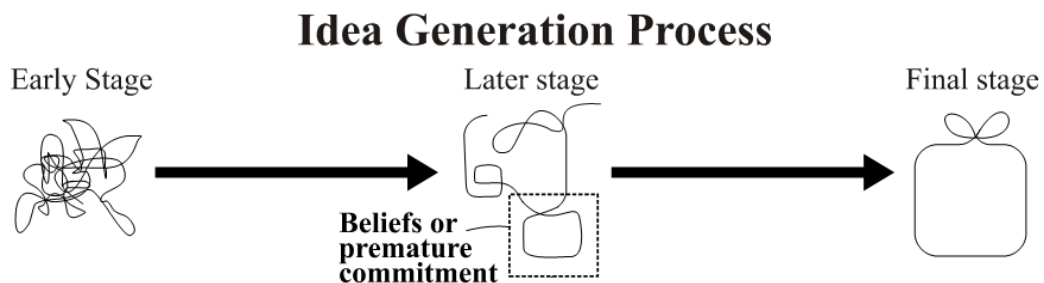 Idea Generation Process
Early Stage
Later stage
Final stage
Beliefs or
premature
commitment